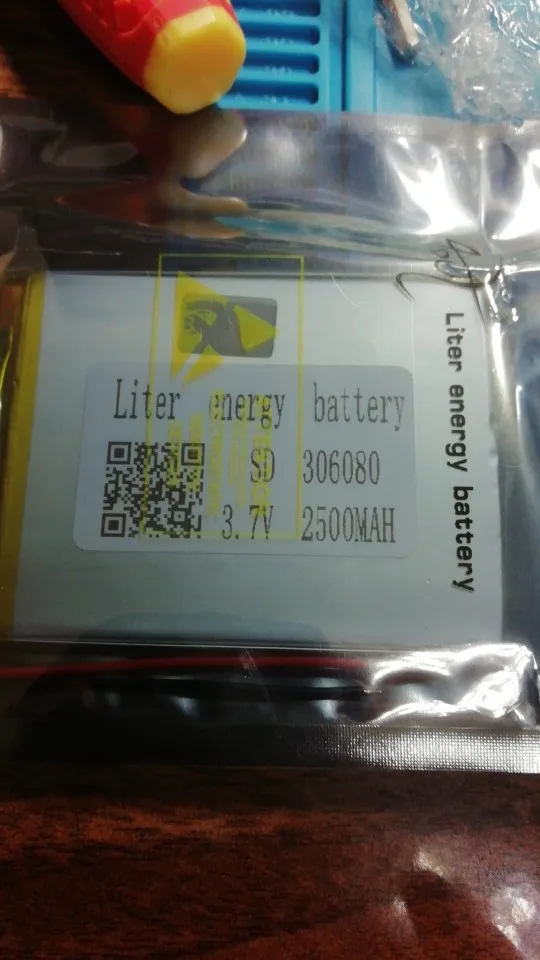 Liter energy battery
SD 306080
3.7V 2500MAH
Liter energy battery